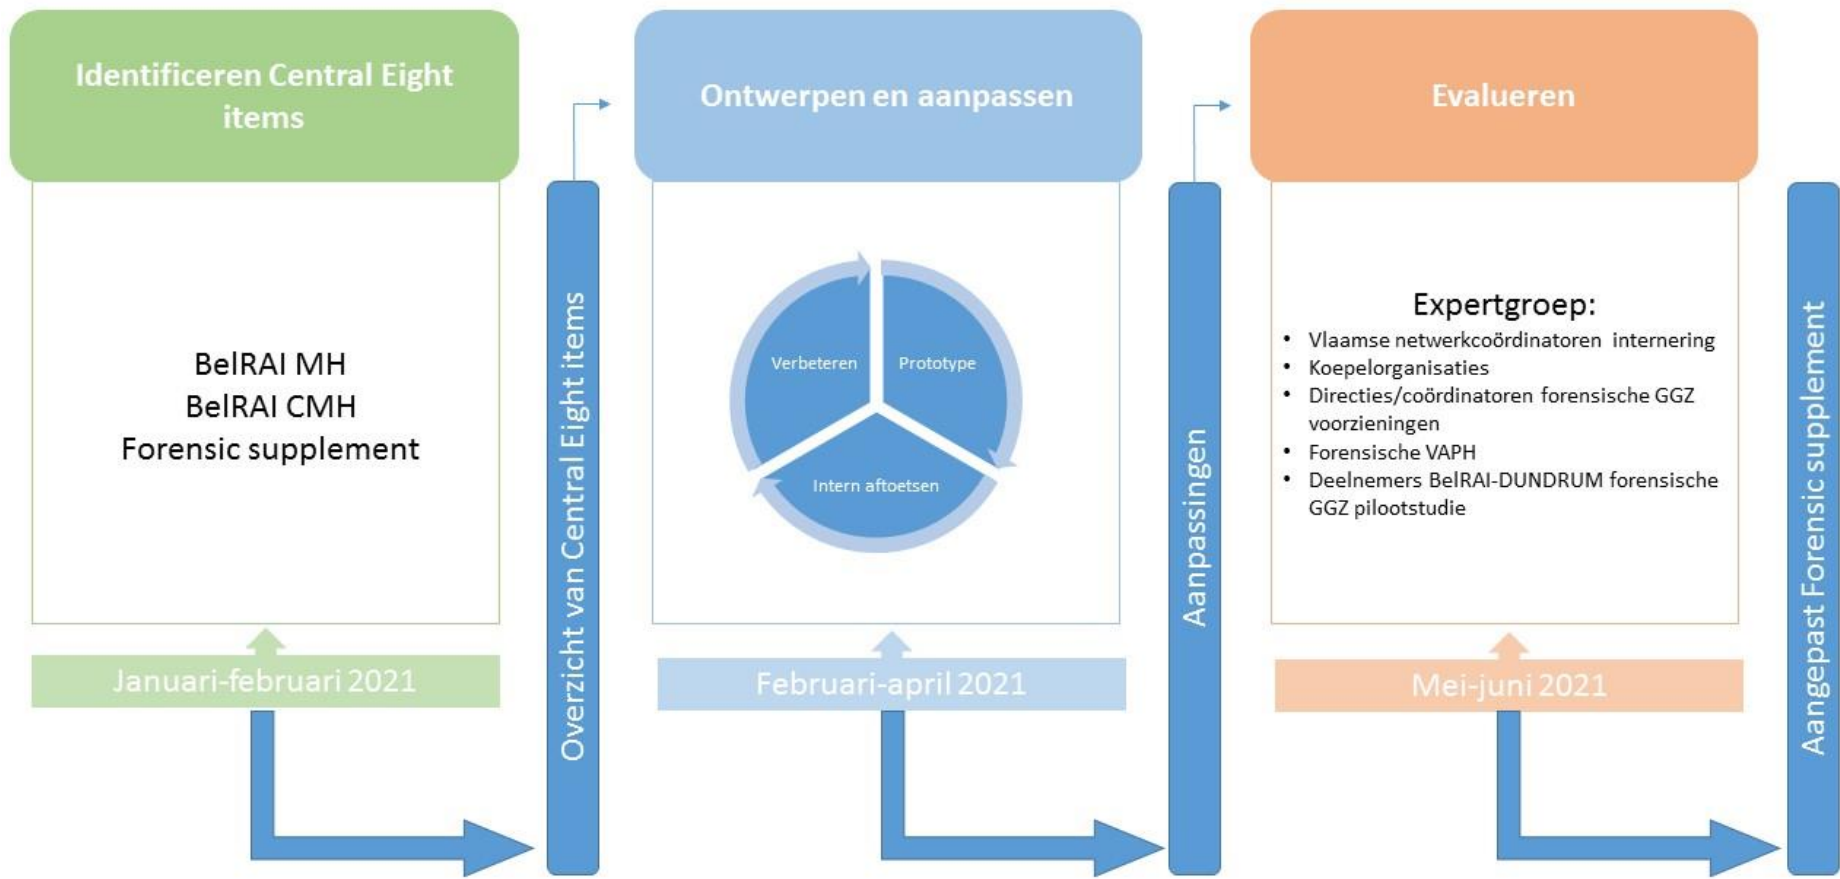 Identificeren Central Eight
items
BelRAI MH
BelRAI CMH
Forensic supplement
Januari-februari 2021
Overzicht van Central Eight items
Ontwerpen en aanpassen
Verbeteren
Prototype
Intern aftoetsen
Februari-april 2021
Aanpassingen
Evalueren
Expertgroep:
• Vlaamse netwerkcoördinatoren internering
• Koepelorganisaties
• Directies/coördinatoren forensische GGZ
voorzieningen
• Forensische VAPH
• Deelnemers BelRAI-DUNDRUM forensische
GGZ pilootstudie
Mei-juni 2021
Aangepast Forensic supplement